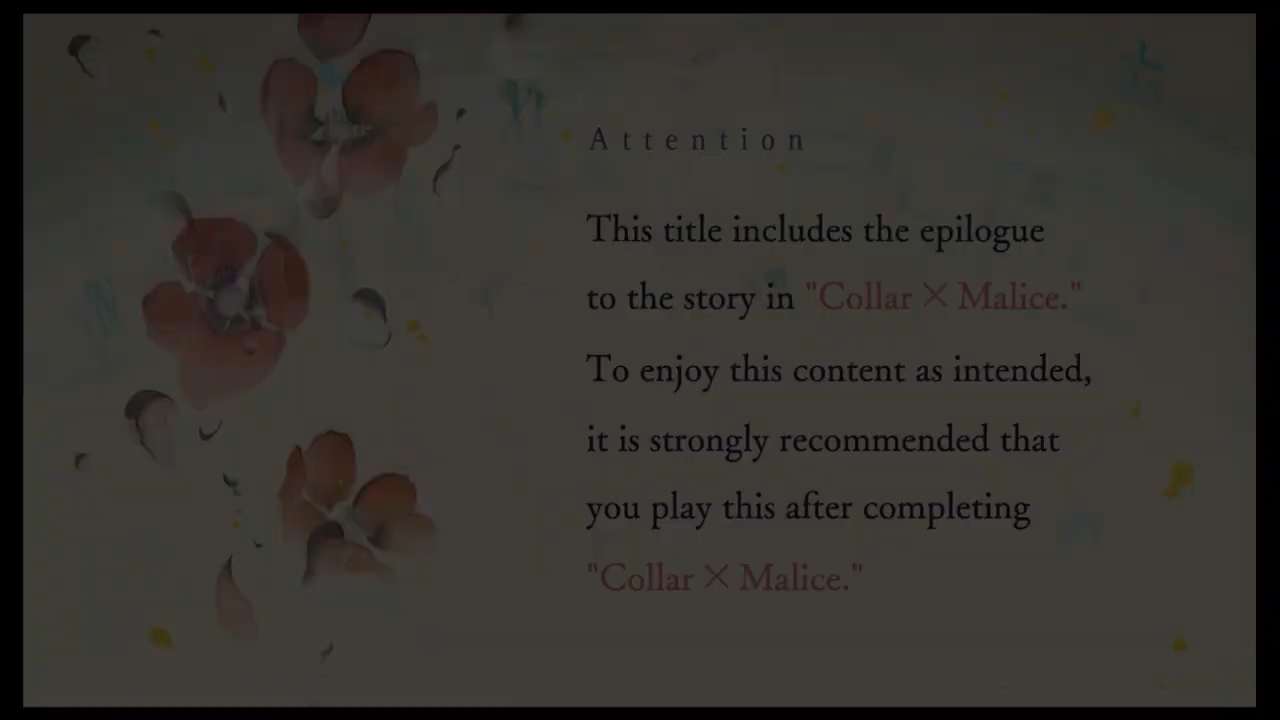 Attention
This title includes the epilogue
to the story in "Collar × Malice."
To enjoy this content as intended,
it is strongly recommended that
you play this after completing
"Collar × Malice."